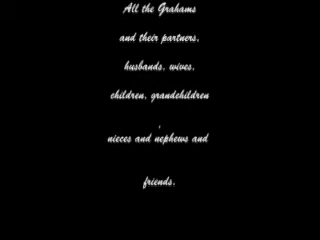 All the Grahams
and their partners,
husbands, wives,
children, grandchildren
,
nieces and nephews and
friends.